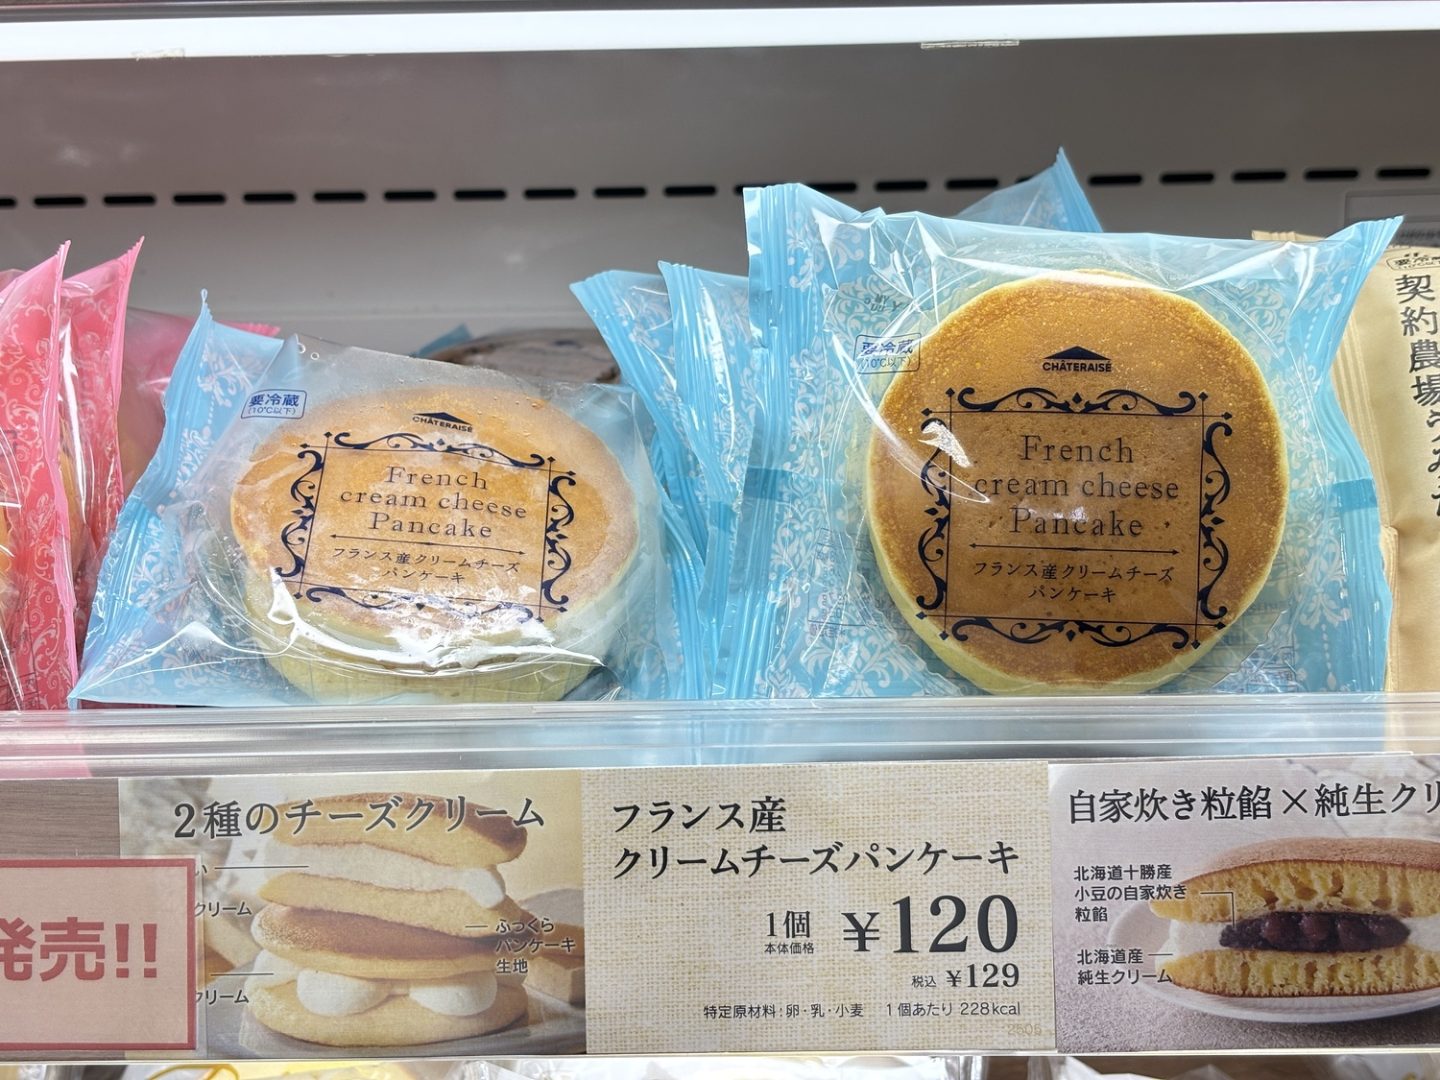 要冷蔵
(10℃以下)
CHÂTERAISÉ
French
cream cheese
Pancake
フランス産クリームチーズ
パンケーキ
要冷蔵
(10℃以下)
CHÂTERAISÉ
French
cream cheese
Pancake
フランス産クリームチーズ
パンケーキ
要冷蔵
契約農場
発売!!
2種のチーズクリーム
い
クリーム
ふっくら
パンケーキ
生地
クリーム
フランス産
クリームチーズパンケーキ
1個
本体価格
¥120
税込 ¥129
特定原材料:卵・乳・小麦 1個あたり 228kcal
2505
自家炊き粒餡×純生クリ
北海道十勝産
小豆の自家炊き
粒餡
北海道産
純生クリーム